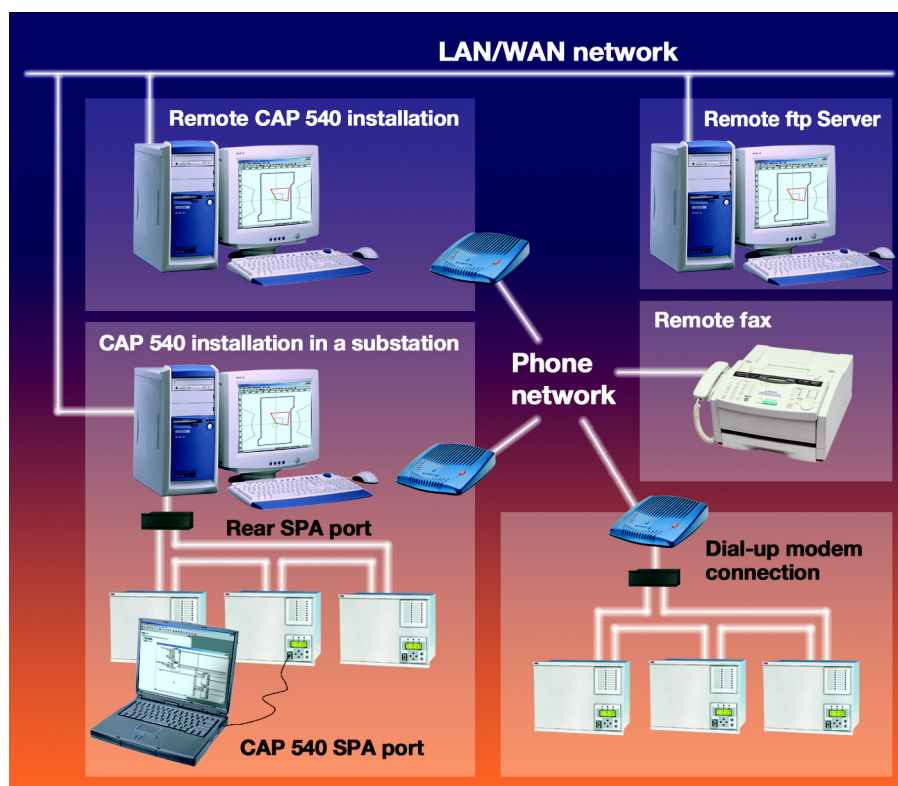 LAN/WAN network
Remote CAP 540 installation
Remote ftp Server
Remote fax
CAP 540 installation in a substation
Phone
network
Rear SPA port
Dial-up modem
connection
CAP 540 SPA port